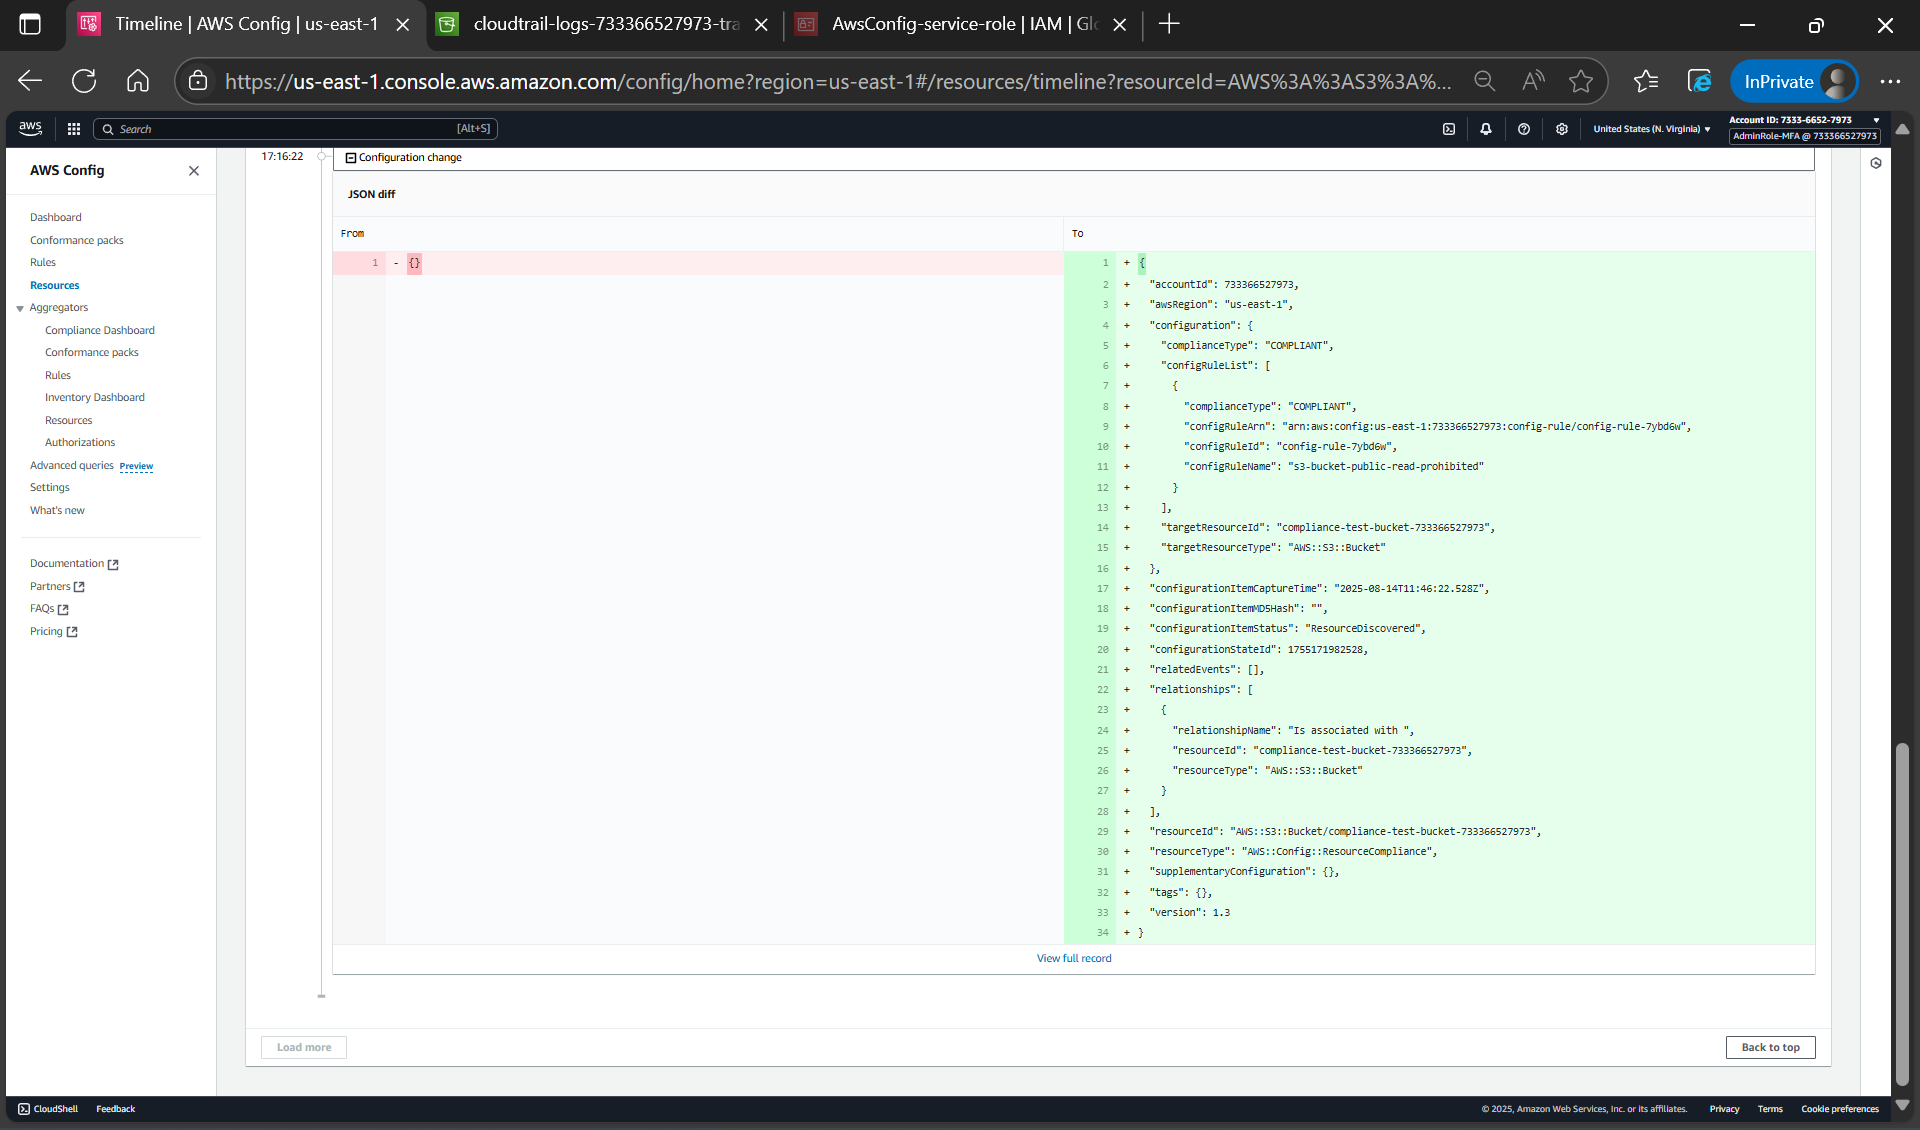 Timeline | AWS Config | us-east-1
cloudtrail-logs-733366527973-tra
AwsConfig-service-role | IAM | Glo
https://us-east-1.console.aws.amazon.com/config/home?region=us-east-1#/resources/timeline?resourceId=AWS%3A%3AS3%3A%...
InPrivate
aws
Search
[Alt+S]
United States (N. Virginia)
Account ID: 7333-6652-7973
AdminRole-MFA @ 733366527973
AWS Config
Dashboard
Conformance packs
Rules
Resources
Aggregators
Compliance Dashboard
Conformance packs
Rules
Inventory Dashboard
Resources
Authorizations
Advanced queries Preview
Settings
What's new
Documentation
Partners
FAQs
Pricing
17:16:22
Configuration change
JSON diff
From
To
1 - {}
1 + {
2 + "accountId": 733366527973,
3 + "awsRegion": "us-east-1",
4 + "configuration": {
5 + "complianceType": "COMPLIANT",
6 + "configRuleList": [
7 + {
8 + "complianceType": "COMPLIANT",
9 + "configRuleArn": "arn:aws:config:us-east-1:733366527973:config-rule/config-rule-7ybd6w",
10 + "configRuleId": "config-rule-7ybd6w",
11 + "configRuleName": "s3-bucket-public-read-prohibited"
12 + }
13 + ],
14 + "targetResourceId": "compliance-test-bucket-733366527973",
15 + "targetResourceType": "AWS::S3::Bucket"
16 + },
17 + "configurationItemCaptureTime": "2025-08-14T11:46:22.528Z",
18 + "configurationItemMD5Hash": "",
19 + "configurationItemStatus": "ResourceDiscovered",
20 + "configurationStateId": 1755171982528,
21 + "relatedEvents": [],
22 + "relationships": [
23 + {
24 + "relationshipName": "Is associated with ",
25 + "resourceId": "compliance-test-bucket-733366527973",
26 + "resourceType": "AWS::S3::Bucket"
27 + }
28 + ],
29 + "resourceId": "AWS::S3::Bucket/compliance-test-bucket-733366527973",
30 + "resourceType": "AWS::Config::ResourceCompliance",
31 + "supplementaryConfiguration": {},
32 + "tags": {},
33 + "version": 1.3
34 + }
View full record
Load more
Back to top
CloudShell
Feedback
© 2025, Amazon Web Services, Inc. or its affiliates.
Privacy
Terms
Cookie preferences